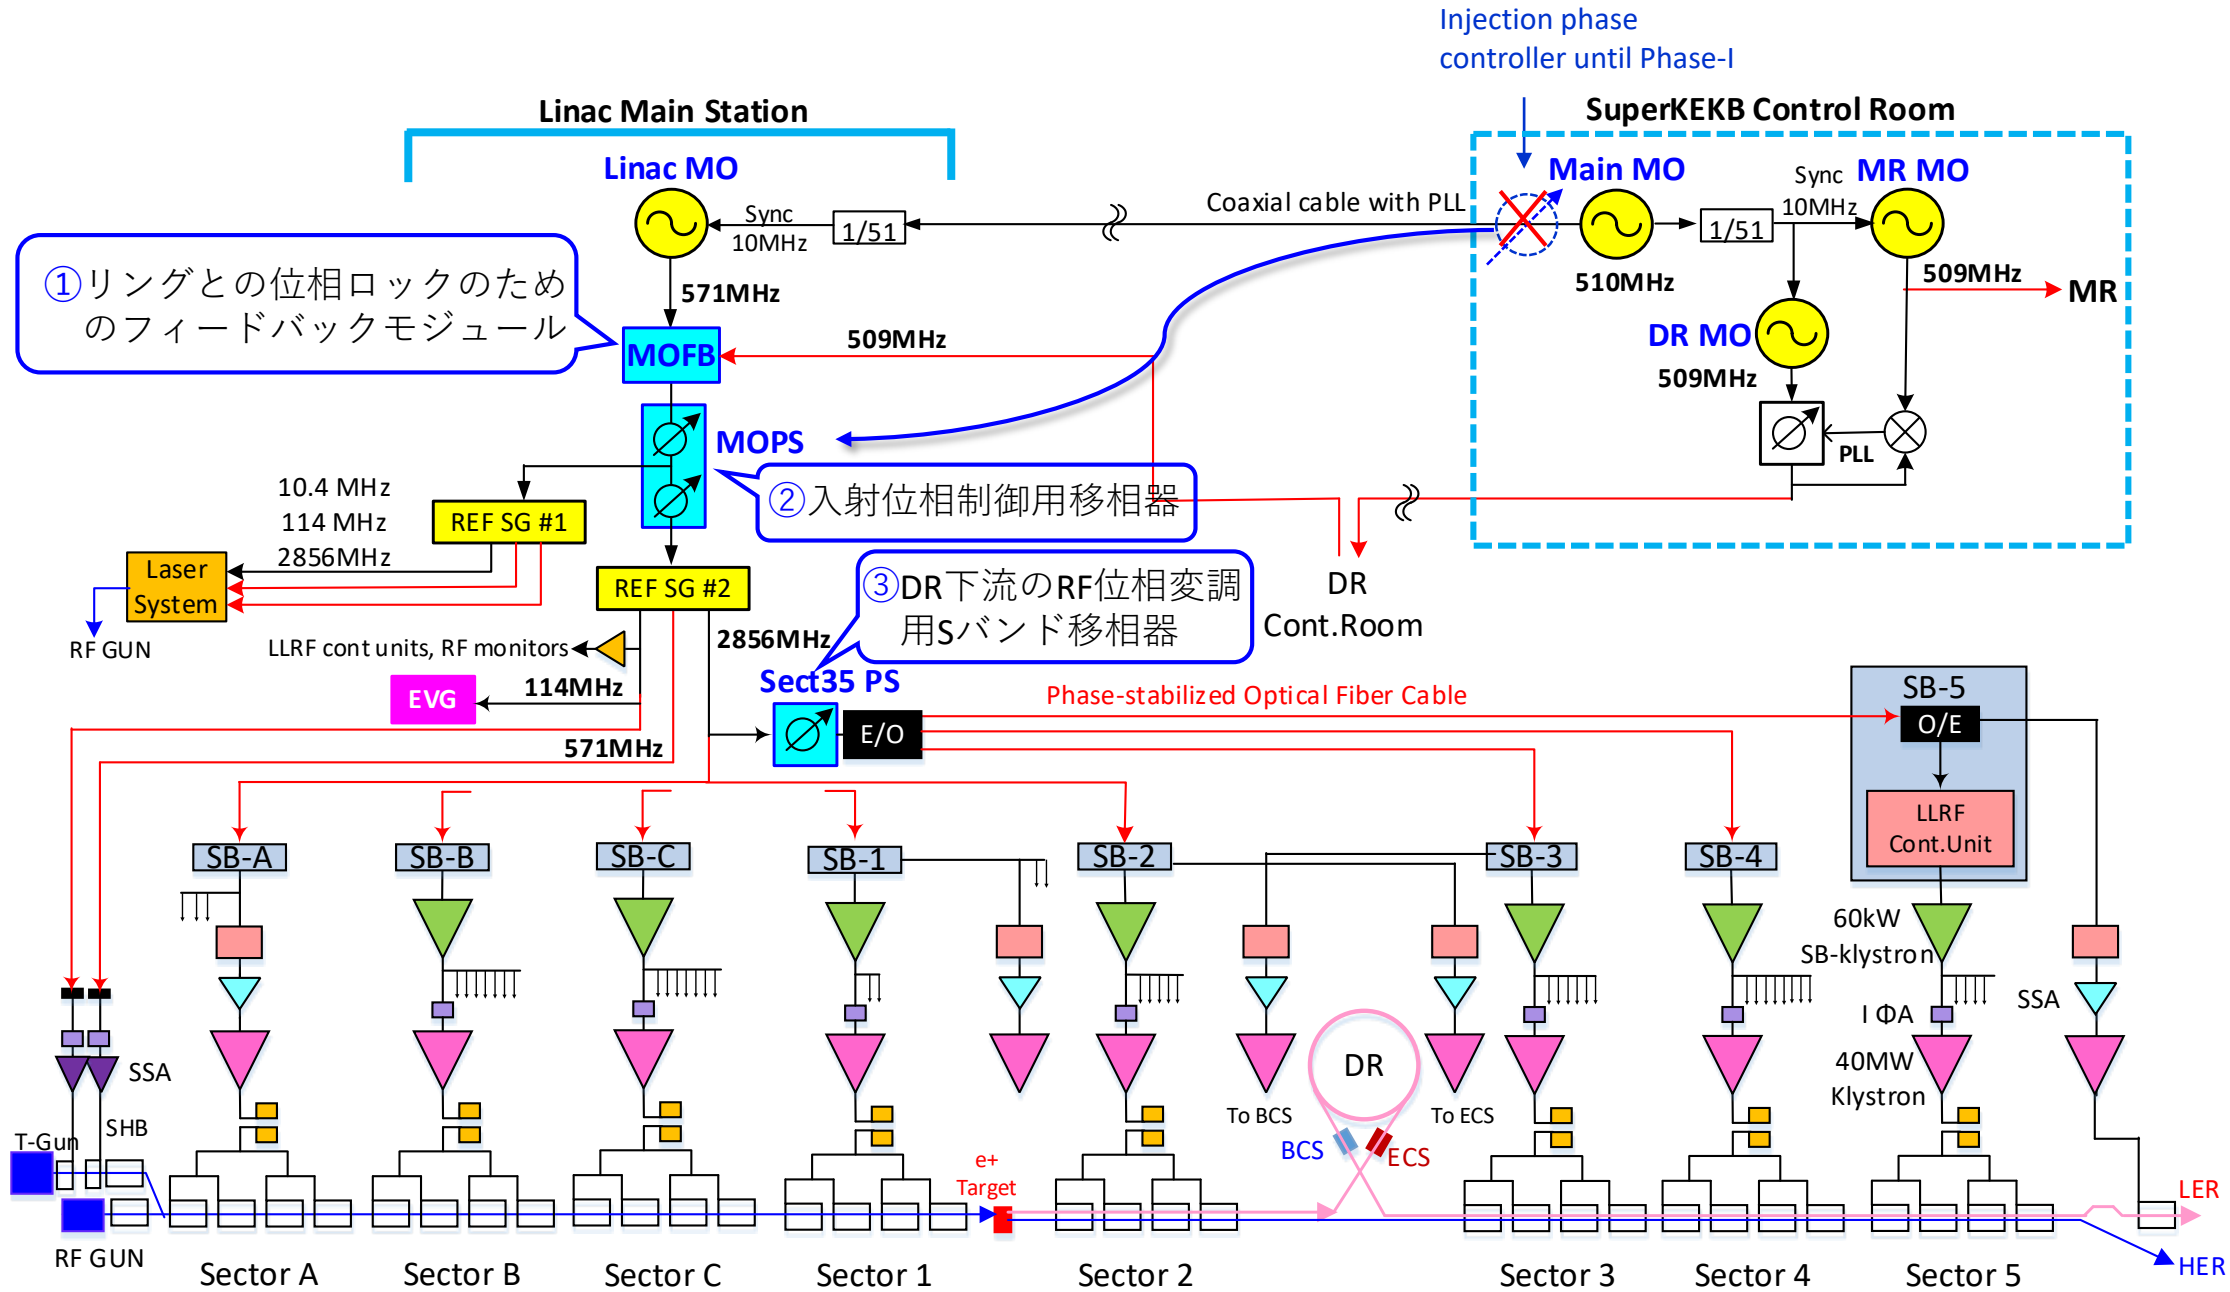 Injection phase
controller until Phase-I
Linac Main Station
SuperKEKB Control Room
Linac MO
Main MO
MR MO
Sync
10MHz
Sync
10MHz
1/51
Coaxial cable with PLL
1/51
①リングとの位相ロックのため
のフィードバックモジュール
571MHz
510MHz
509MHz
MR
MOFB
509MHz
DR MO
509MHz
MOPS
PLL
②入射位相制御用移相器
10.4 MHz
114 MHz
2856MHz
REF SG #1
Laser
System
RF GUN
REF SG #2
③DR下流のRF位相変調
用Sバンド移相器
DR
Cont.Room
2856MHz
LLRF cont units, RF monitors
EVG
114MHz
Sect35 PS
Phase-stabilized Optical Fiber Cable
E/O
571MHz
SB-5
O/E
LLRF
Cont.Unit
SB-A
SB-B
SB-C
SB-1
SB-2
SB-3
SB-4
60kW
SB-klystron
SSA
I ΦA
40MW
Klystron
SSA
SHB
DR
To BCS
To ECS
BCS
ECS
T-Gun
e+
Target
RF GUN
LER
HER
Sector A
Sector B
Sector C
Sector 1
Sector 2
Sector 3
Sector 4
Sector 5